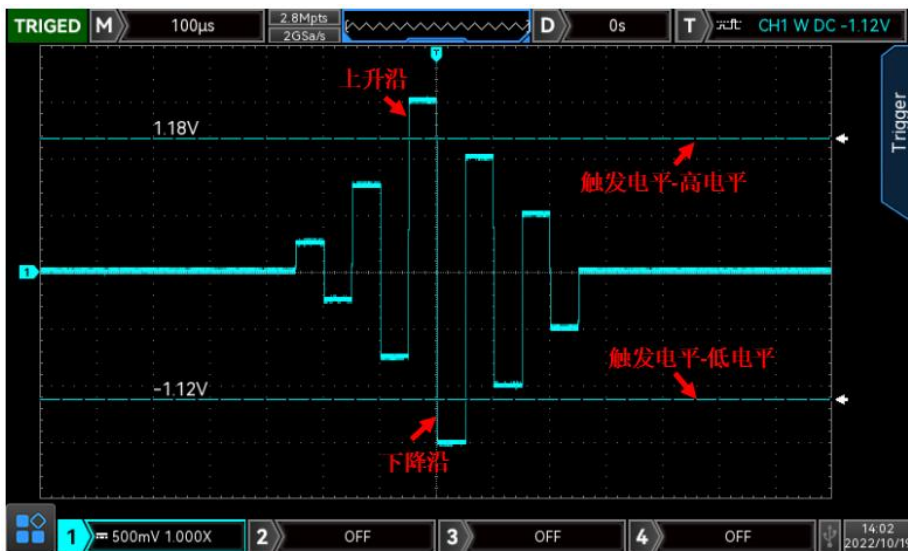 TRIGED M 100μs 2.8Mpts D 0s T CH1 W DC -1.12V
2GSa/s
T
上升沿
Trigger
1.18V
触发电平-高电平
1
触发电平-低电平
-1.12V
下降沿
1 500mV 1.000X 2 OFF 3 OFF 4 OFF 14:02
2022/10/19